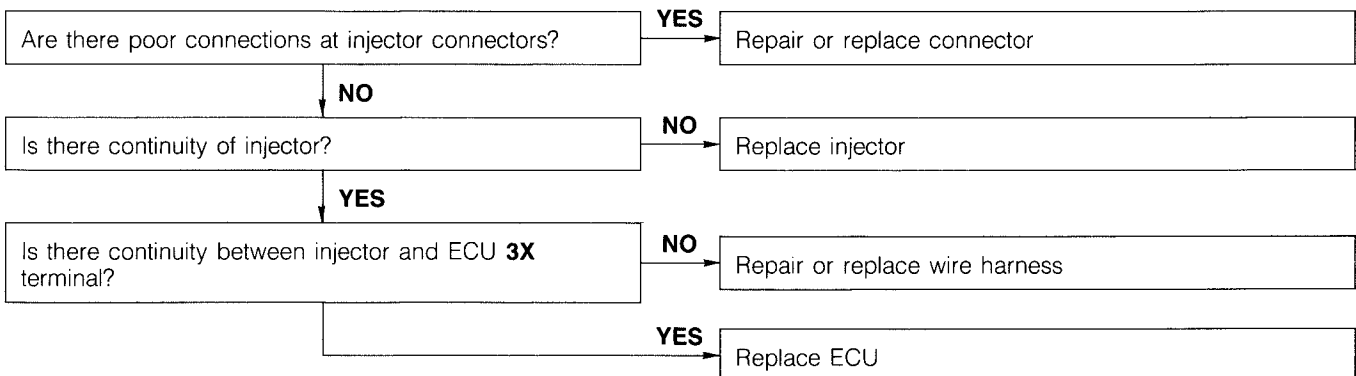 Are there poor connections at injector connectors?
YES
Repair or replace connector
NO
Is there continuity of injector?
NO
Replace injector
YES
Is there continuity between injector and ECU 3X
terminal?
NO
Repair or replace wire harness
YES
Replace ECU